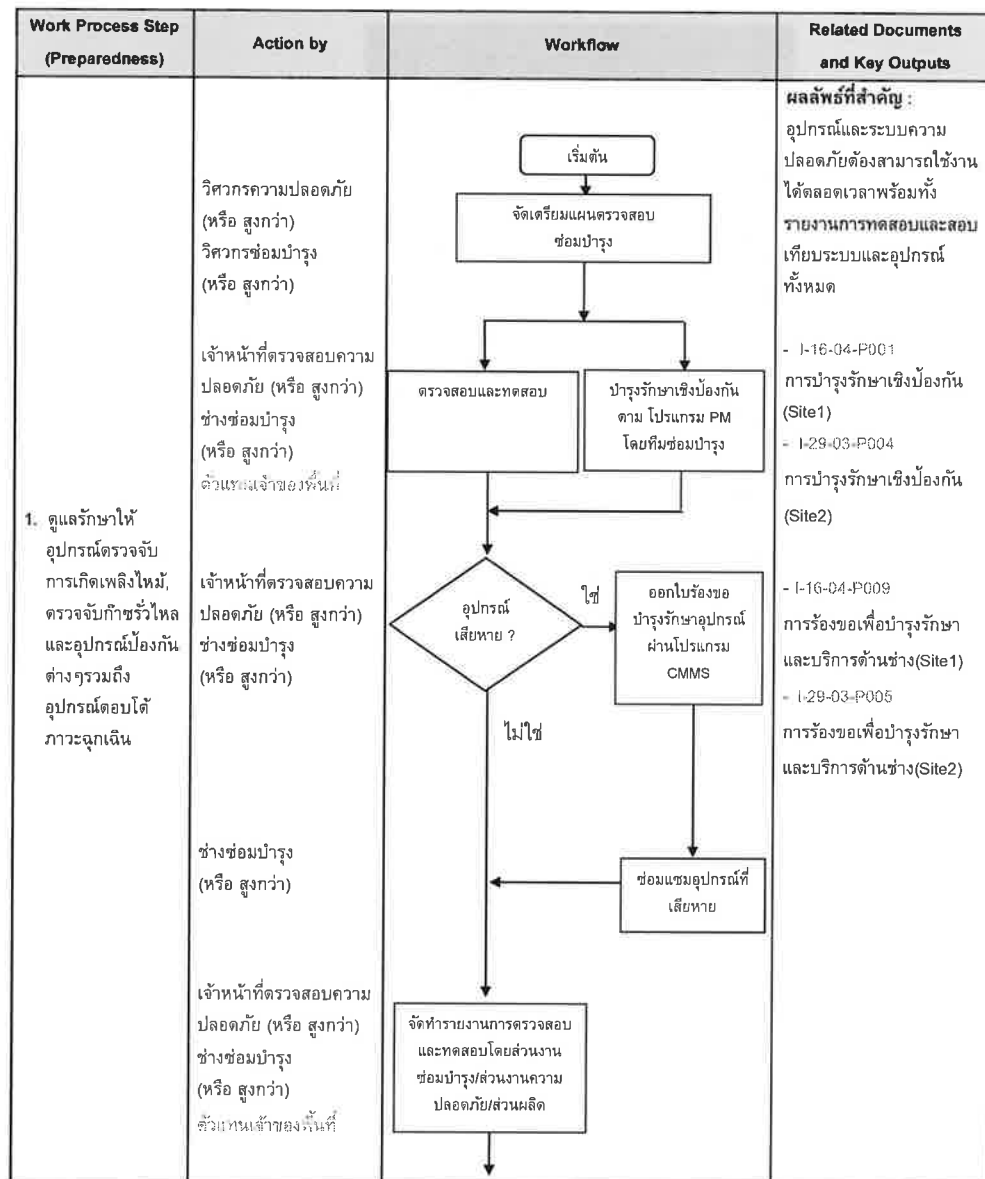 Work Process Step
(Preparedness)
Action by
Workflow
Related Documents
and Key Outputs
1. ดูแลรักษาให้
อุปกรณ์ตรวจจับ
การเกิดเพลิงไหม้,
ตรวจจับก๊าซรั่วไหล
และอุปกรณ์ป้องกัน
ต่างๆรวมถึง
อุปกรณ์ตอบโต้
ภาวะฉุกเฉิน
วิศวกรความปลอดภัย
(หรือ สูงกว่า)
วิศวกรซ่อมบำรุง
(หรือ สูงกว่า)
เจ้าหน้าที่ตรวจสอบความ
ปลอดภัย (หรือ สูงกว่า)
ช่างซ่อมบำรุง
(หรือ สูงกว่า)
ตัวแทนเจ้าของพื้นที่
เจ้าหน้าที่ตรวจสอบความ
ปลอดภัย (หรือ สูงกว่า)
ช่างซ่อมบำรุง
(หรือ สูงกว่า)
ช่างซ่อมบำรุง
(หรือ สูงกว่า)
เจ้าหน้าที่ตรวจสอบความ
ปลอดภัย (หรือ สูงกว่า)
ช่างซ่อมบำรุง
(หรือ สูงกว่า)
ตัวแทนเจ้าของพื้นที่
เริ่มต้น
จัดเตรียมแผนตรวจสอบ
ซ่อมบำรุง
ตรวจสอบและทดสอบ
บำรุงรักษาเชิงป้องกัน
ตาม โปรแกรม PM
โดยทีมซ่อมบำรุง
อุปกรณ์
เสียหาย ?
ใช่
ออกใบร้องขอ
บำรุงรักษาอุปกรณ์
ผ่านโปรแกรม
CMMS
ไม่ใช่
ซ่อมแซมอุปกรณ์ที่
เสียหาย
จัดทำรายงานการตรวจสอบ
และทดสอบโดยส่วนงาน
ซ่อมบำรุง/ส่วนงานความ
ปลอดภัย/ส่วนผลิต
ผลลัพธ์ที่สำคัญ :
อุปกรณ์และระบบความ
ปลอดภัยต้องสามารถใช้งาน
ได้ตลอดเวลาพร้อมทั้ง
รายงานการทดสอบและสอบ
เทียบระบบและอุปกรณ์
ทั้งหมด
- I-16-04-P001
การบำรุงรักษาเชิงป้องกัน
(Site1)
- I-29-03-P004
การบำรุงรักษาเชิงป้องกัน
(Site2)
- I-16-04-P009
การร้องขอเพื่อบำรุงรักษา
และบริการด้านช่าง(Site1)
- I-29-03-P005
การร้องขอเพื่อบำรุงรักษา
และบริการด้านช่าง(Site2)